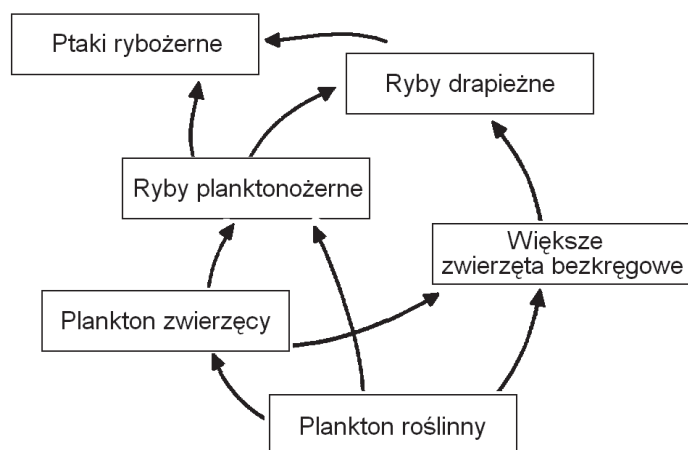 Ptaki rybożerne
Ryby drapieżne
Ryby planktonożerne
Większe
zwierzęta bezkręgowe
Plankton zwierzęcy
Plankton roślinny